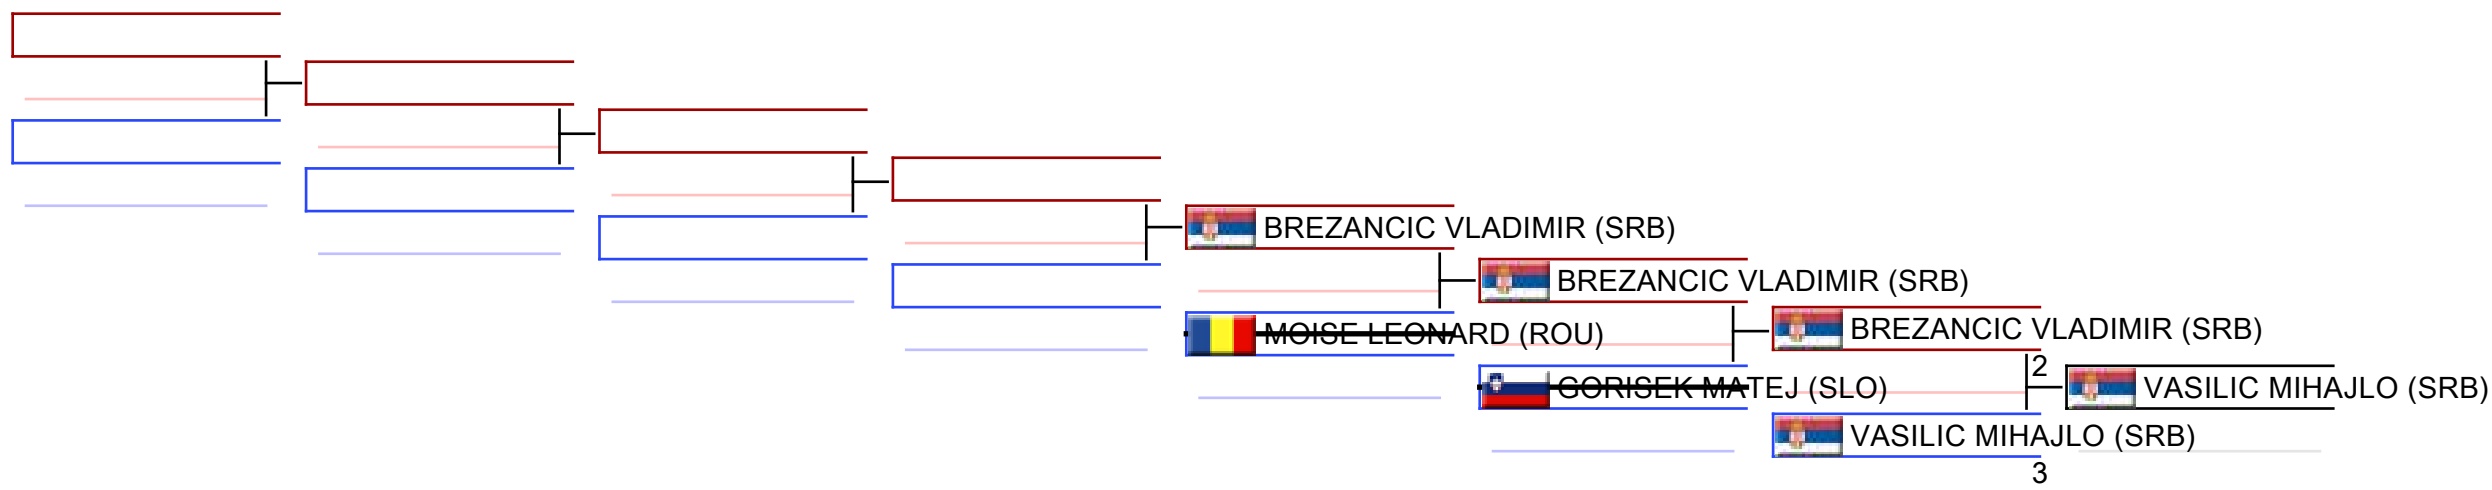 BREZANCIC VLADIMIR (SRB)
BREZANCIC VLADIMIR (SRB)
MOISE LEONARD (ROU)
BREZANCIC VLADIMIR (SRB)
2
GORISEK MATEJ (SLO)
VASILIC MIHAJLO (SRB)
VASILIC MIHAJLO (SRB)
3